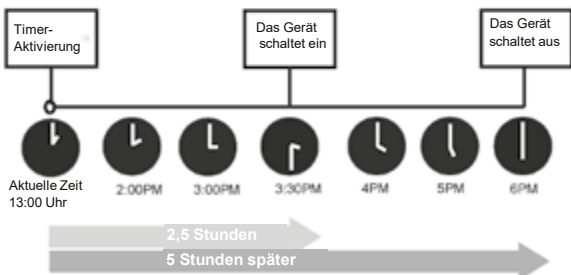 Timer-
Aktivierung
Das Gerät
schaltet ein
Das Gerät
schaltet aus
Aktuelle Zeit
13:00 Uhr
2:00PM
3:00PM
3:30PM
4PM
5PM
6PM
2,5 Stunden
5 Stunden später